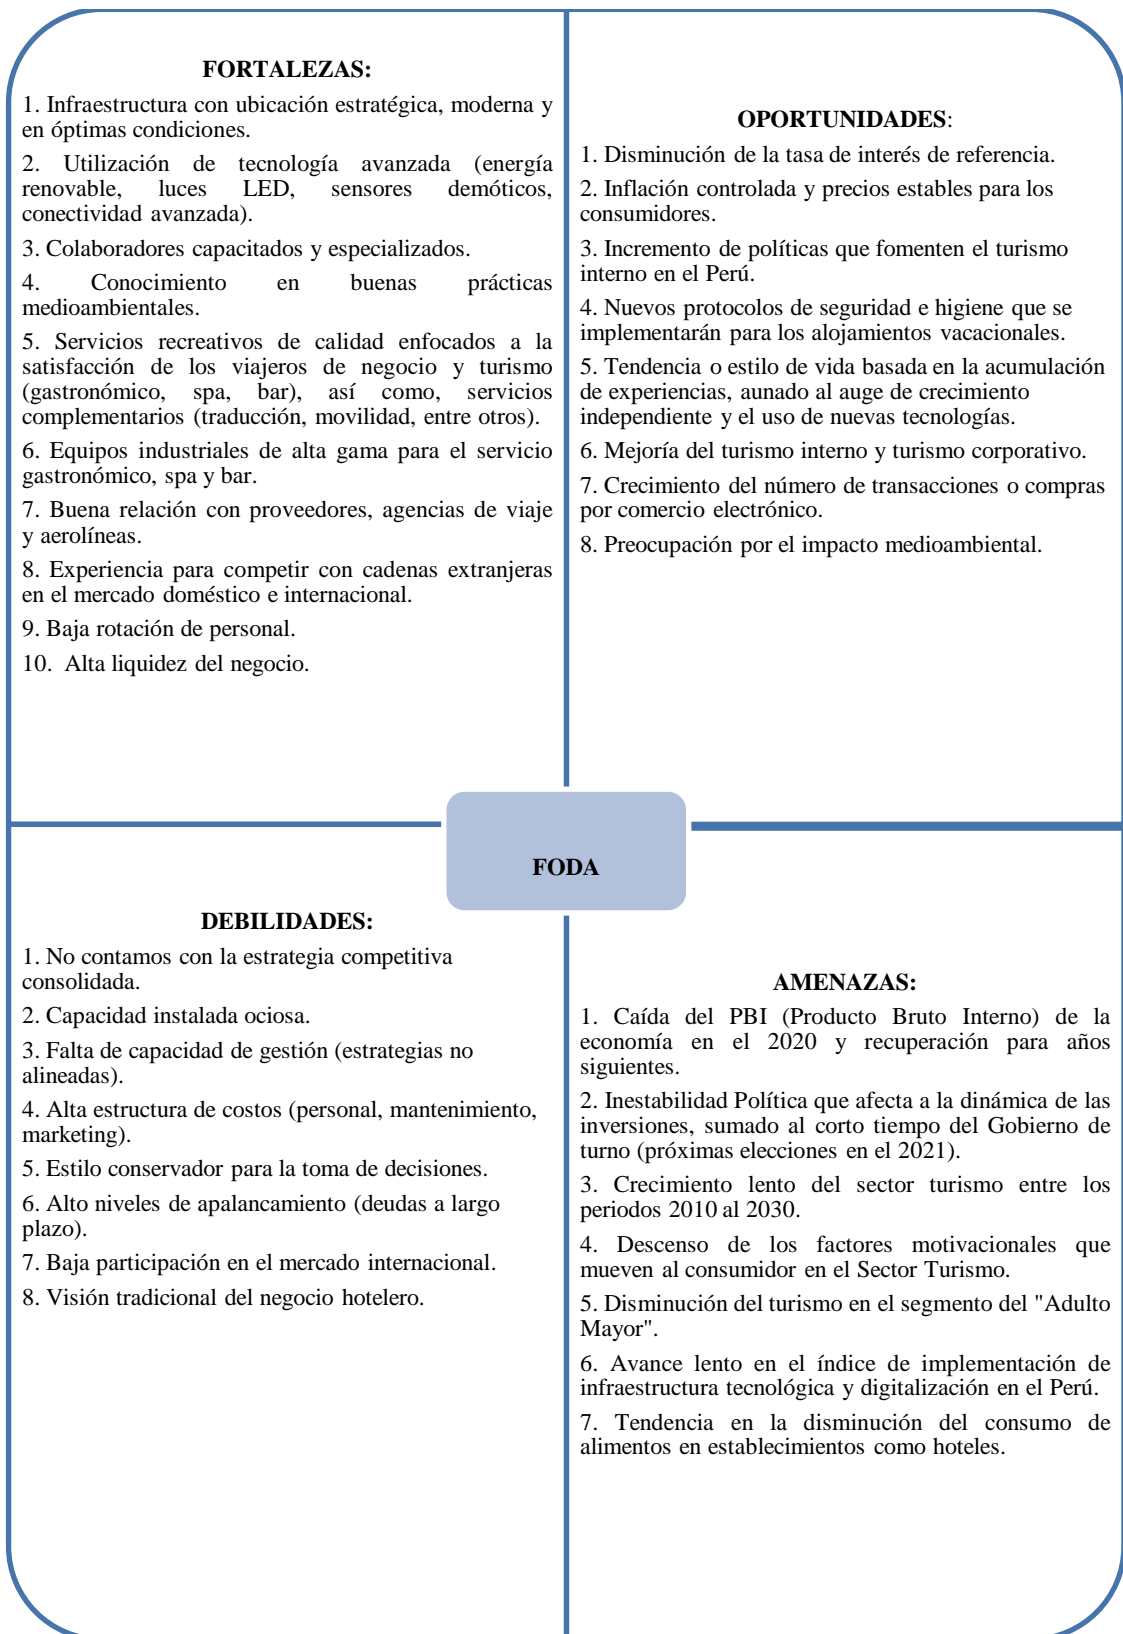 FORTALEZAS:
1. Infraestructura con ubicación estratégica, moderna y
en óptimas condiciones.
2. Utilización de tecnología avanzada (energía
renovable, luces LED, sensores demóticos,
conectividad avanzada).
3. Colaboradores capacitados y especializados.
4. Conocimiento en buenas prácticas
medioambientales.
5. Servicios recreativos de calidad enfocados a la
satisfacción de los viajeros de negocio y turismo
(gastronómico, spa, bar), así como, servicios
complementarios (traducción, movilidad, entre otros).
6. Equipos industriales de alta gama para el servicio
gastronómico, spa y bar.
7. Buena relación con proveedores, agencias de viaje
y aerolíneas.
8. Experiencia para competir con cadenas extranjeras
en el mercado doméstico e internacional.
9. Baja rotación de personal.
10. Alta liquidez del negocio.
OPORTUNIDADES:
1. Disminución de la tasa de interés de referencia.
2. Inflación controlada y precios estables para los
consumidores.
3. Incremento de políticas que fomenten el turismo
interno en el Perú.
4. Nuevos protocolos de seguridad e higiene que se
implementarán para los alojamientos vacacionales.
5. Tendencia o estilo de vida basada en la acumulación
de experiencias, aunado al auge de crecimiento
independiente y el uso de nuevas tecnologías.
6. Mejoría del turismo interno y turismo corporativo.
7. Crecimiento del número de transacciones o compras
por comercio electrónico.
8. Preocupación por el impacto medioambiental.
FODA
DEBILIDADES:
1. No contamos con la estrategia competitiva
consolidada.
2. Capacidad instalada ociosa.
3. Falta de capacidad de gestión (estrategias no
alineadas).
4. Alta estructura de costos (personal, mantenimiento,
marketing).
5. Estilo conservador para la toma de decisiones.
6. Alto niveles de apalancamiento (deudas a largo
plazo).
7. Baja participación en el mercado internacional.
8. Visión tradicional del negocio hotelero.
AMENAZAS:
1. Caída del PBI (Producto Bruto Interno) de la
economía en el 2020 y recuperación para años
siguientes.
2. Inestabilidad Política que afecta a la dinámica de las
inversiones, sumado al corto tiempo del Gobierno de
turno (próximas elecciones en el 2021).
3. Crecimiento lento del sector turismo entre los
periodos 2010 al 2030.
4. Descenso de los factores motivacionales que
mueven al consumidor en el Sector Turismo.
5. Disminución del turismo en el segmento del "Adulto
Mayor".
6. Avance lento en el índice de implementación de
infraestructura tecnológica y digitalización en el Perú.
7. Tendencia en la disminución del consumo de
alimentos en establecimientos como hoteles.